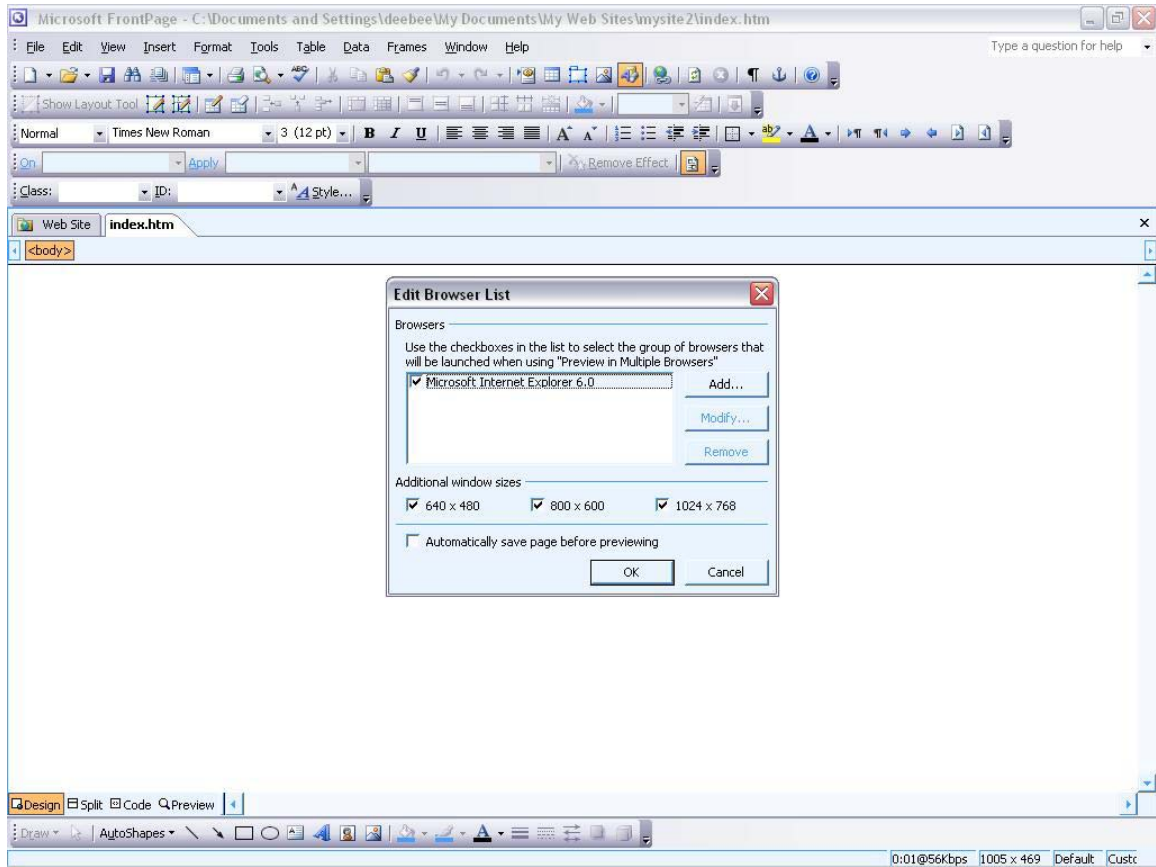 Microsoft FrontPage - C:\Documents and Settings\deebee\My Documents\My Web Sites\mysite2\index.htm
File Edit View Insert Format Tools Table Data Frames Window Help Type a question for help
Show Layout Tool
Normal Times New Roman 3 (12 pt) B I U A A ab A
On Apply Remove Effect
Class: ID: Style...
Web Site index.htm
<body>
Edit Browser List
Browsers
Use the checkboxes in the list to select the group of browsers that
will be launched when using "Preview in Multiple Browsers"
Microsoft Internet Explorer 6.0 Add...
Modify...
Remove
Additional window sizes
640 x 480 800 x 600 1024 x 768
Automatically save page before previewing
OK Cancel
Design Split Code Preview
Draw AutoShapes A A
0:01@56Kbps 1005 x 469 Default Custo